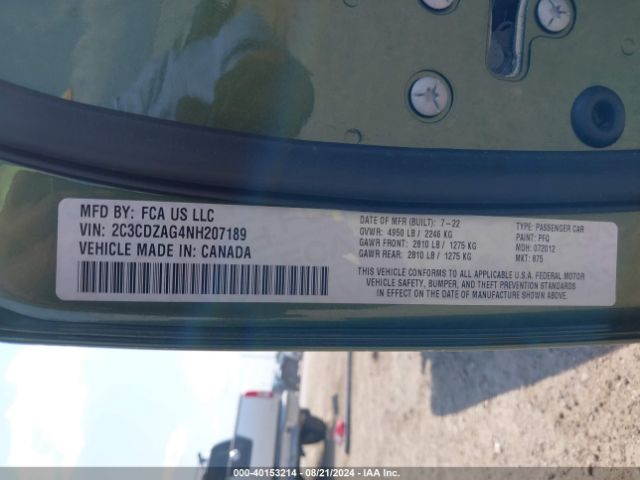 MFD BY: FCA US LLC
VIN: 2C3CDZAG4NH207189
VEHICLE MADE IN: CANADA
DATE OF MFR (BUILT): 7-22
GVWR: 4950 LB / 2246 KG
GAWR FRONT: 2810 LB / 1275 KG
GAWR REAR: 2810 LB / 1275 KG
TYPE: PASSENGER CAR
PAINT: PFQ
MDH: 072012
MKT: 875
THIS VEHICLE CONFORMS TO ALL APPLICABLE U.S.A. FEDERAL MOTOR
VEHICLE SAFETY, BUMPER, AND THEFT PREVENTION STANDARDS
IN EFFECT ON THE DATE OF MANUFACTURE SHOWN ABOVE.
000-40153214 - 08/21/2024 - IAA Inc.